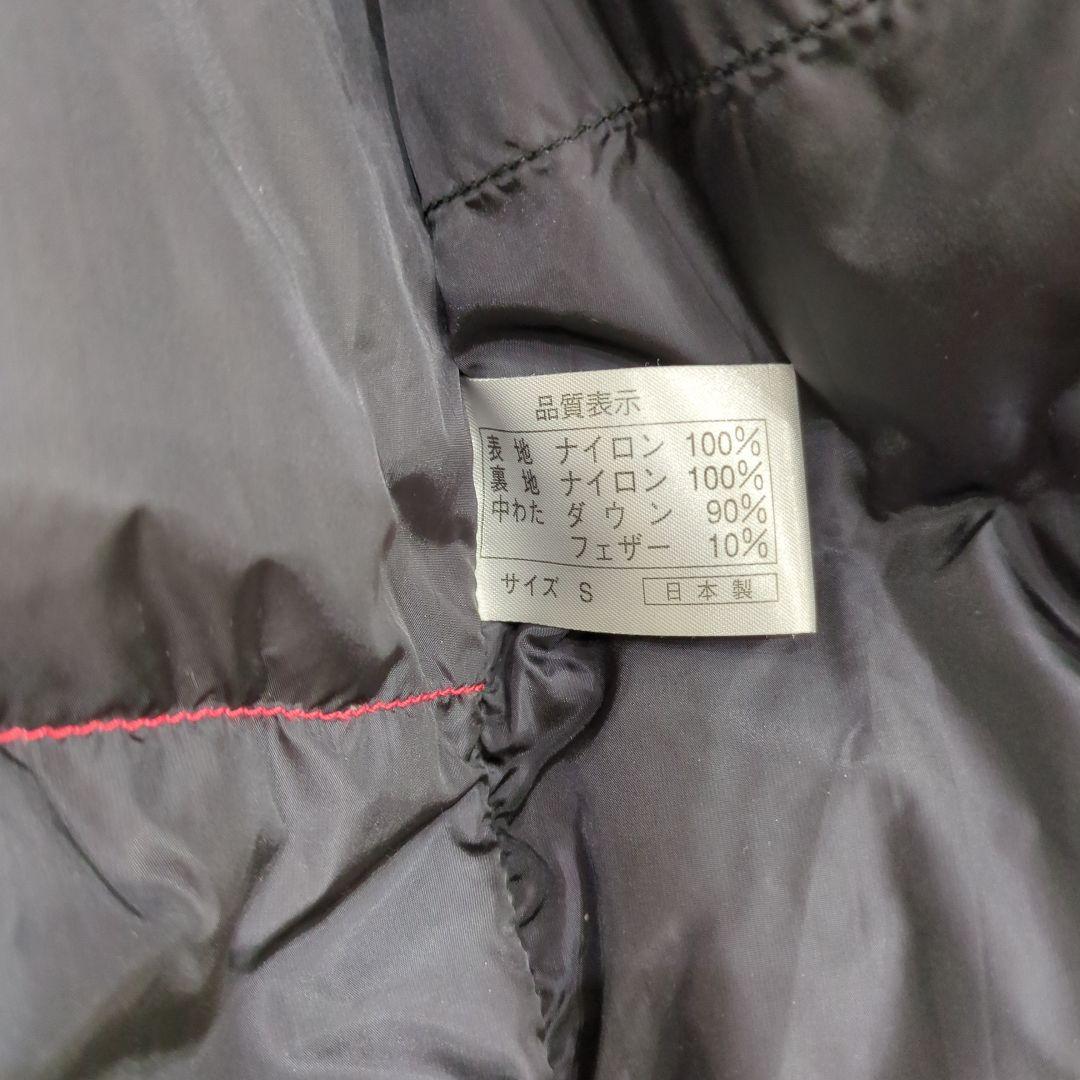 品質表示
表地 ナイロン 100%
裏地 ナイロン 100%
中わた ダウン 90%
フェザー 10%
サイズ S 日本製